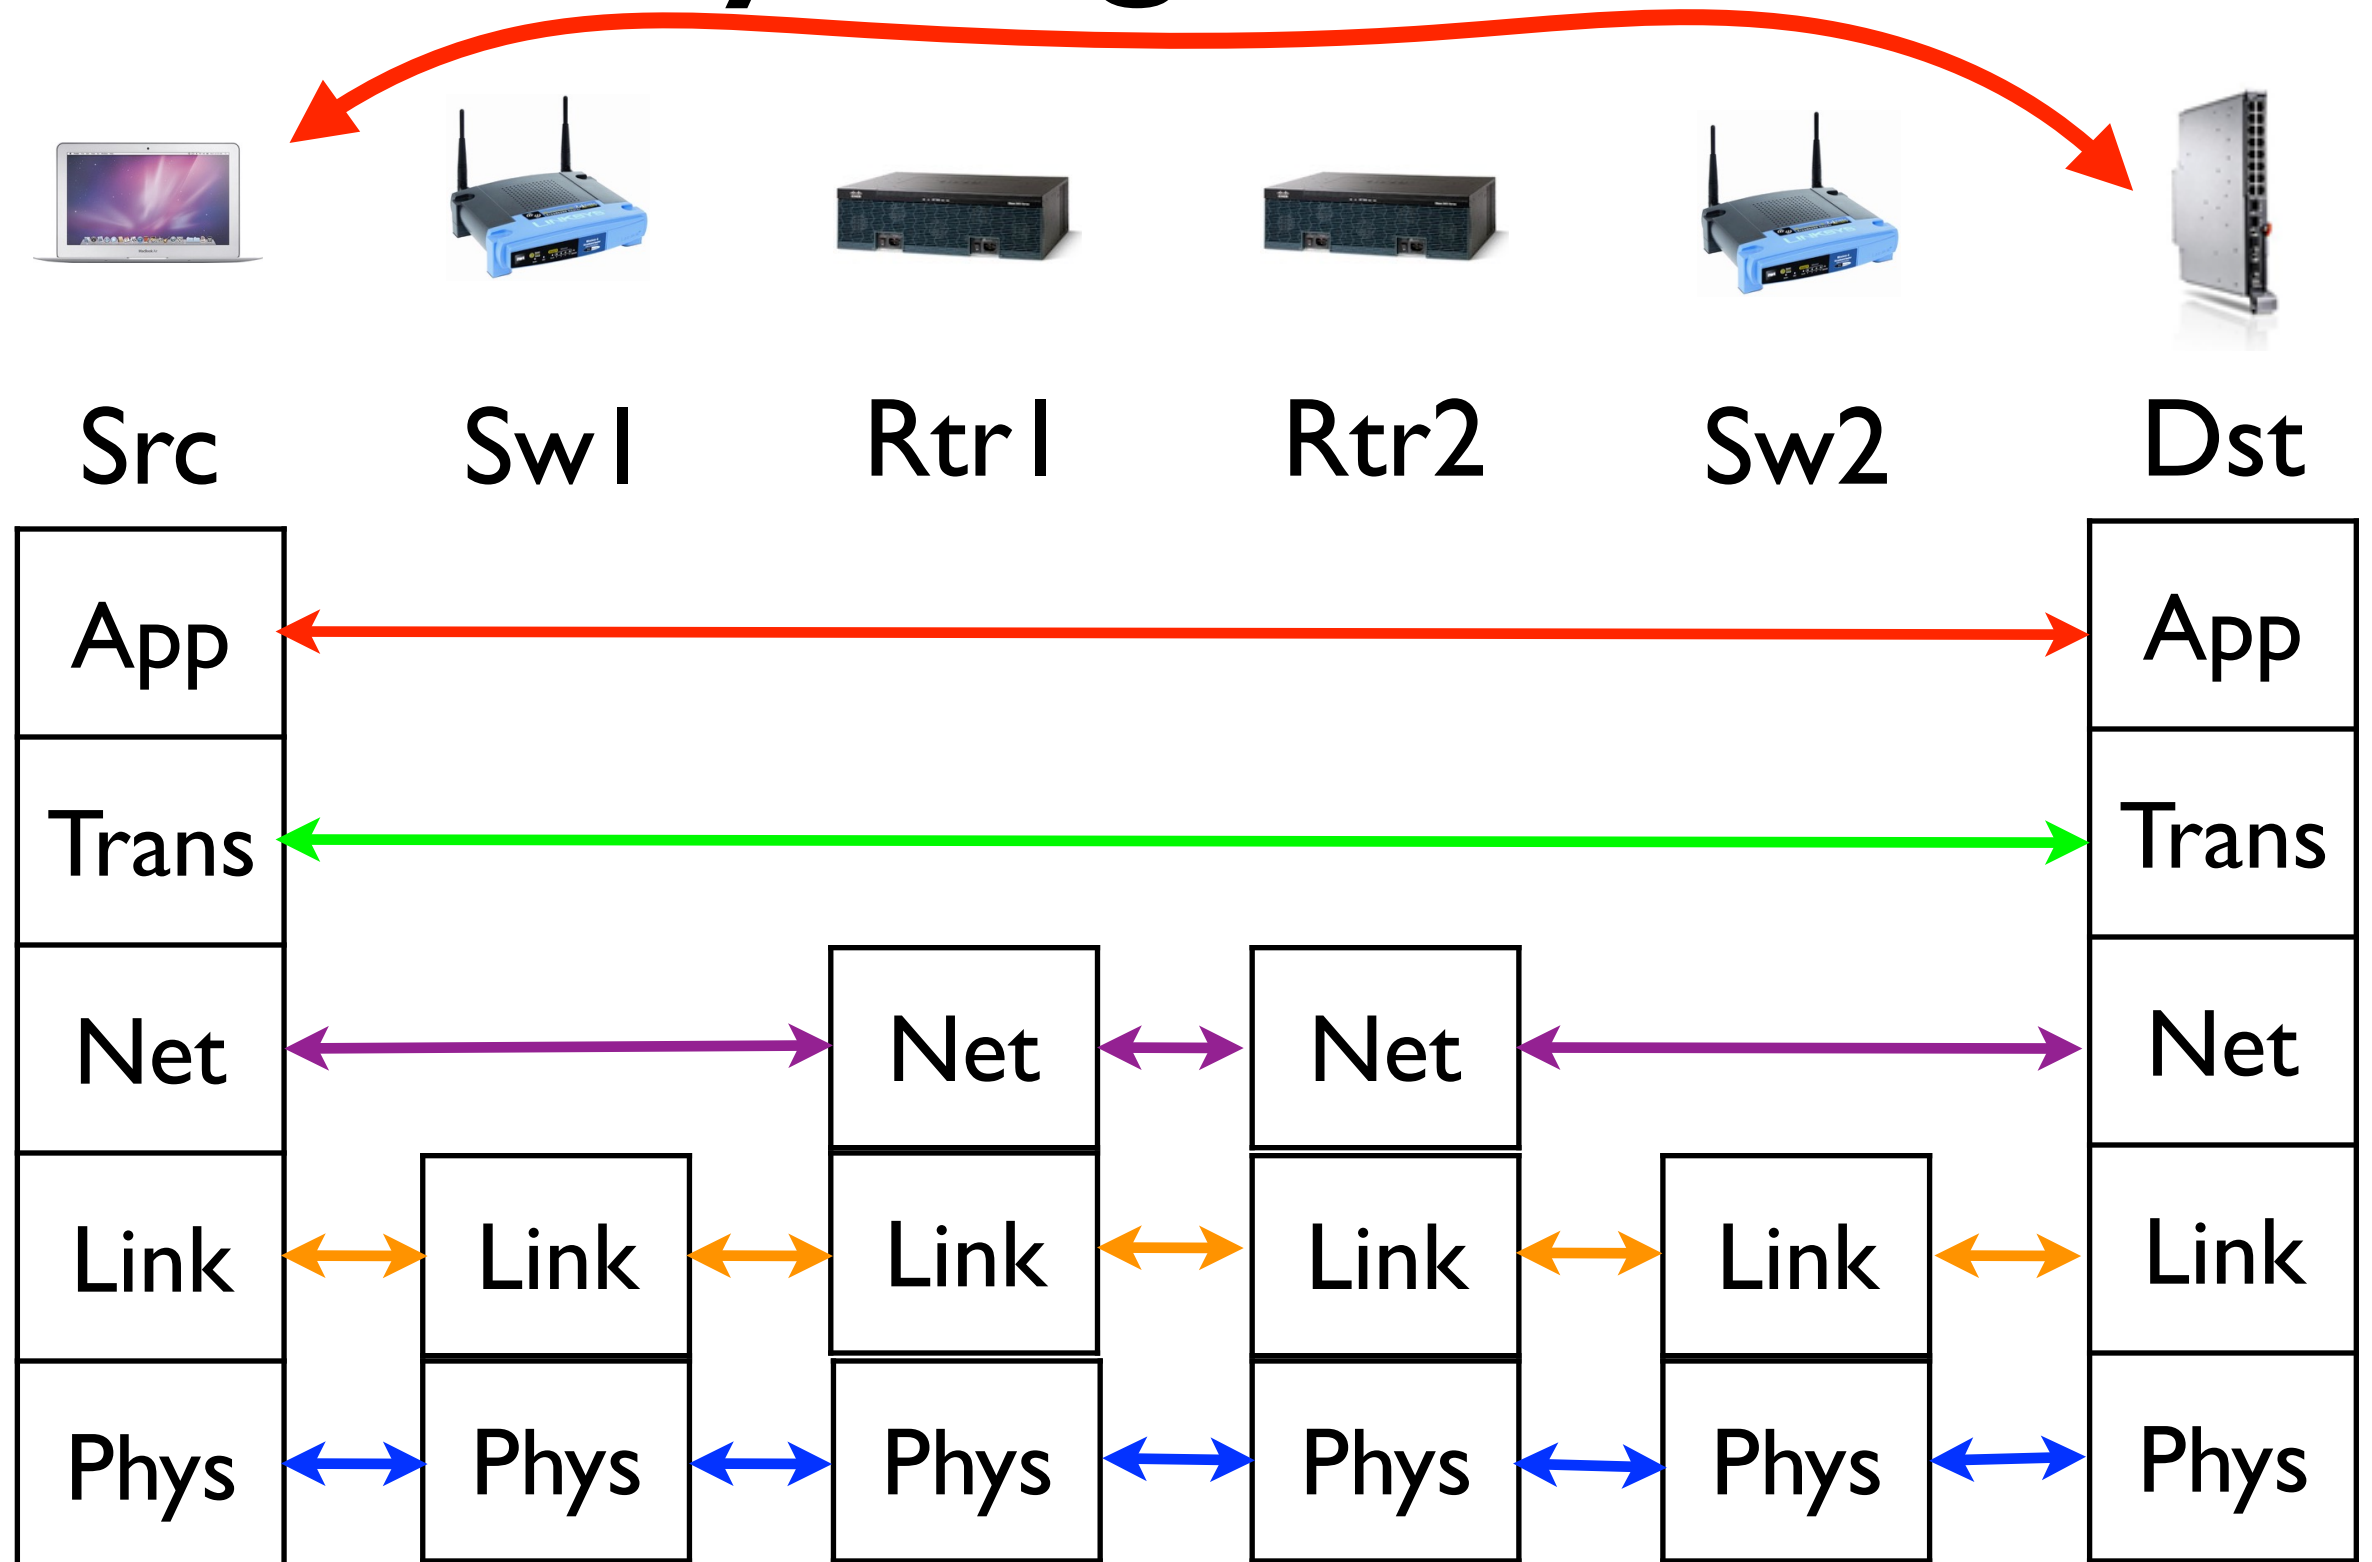 Src Sw1 Rtr1 Rtr2 Sw2 Dst
App App
Trans Trans
Net Net Net Net
Link Link Link Link Link Link
Phys Phys Phys Phys Phys Phys